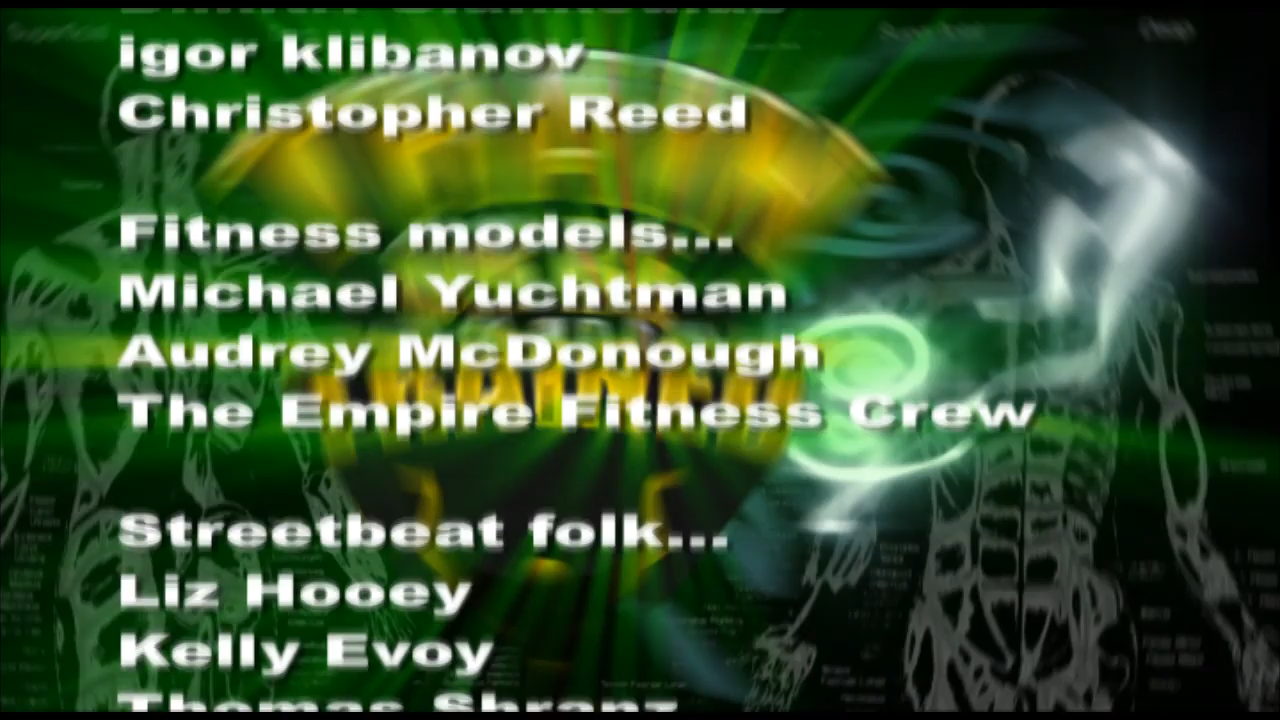 igor klibanov
Christopher Reed
Fitness models...
Michael Yuchtman
Audrey McDonough
The Empire Fitness Crew
Streetbeat folk...
Liz Hooey
Kelly Evoy
Thomas